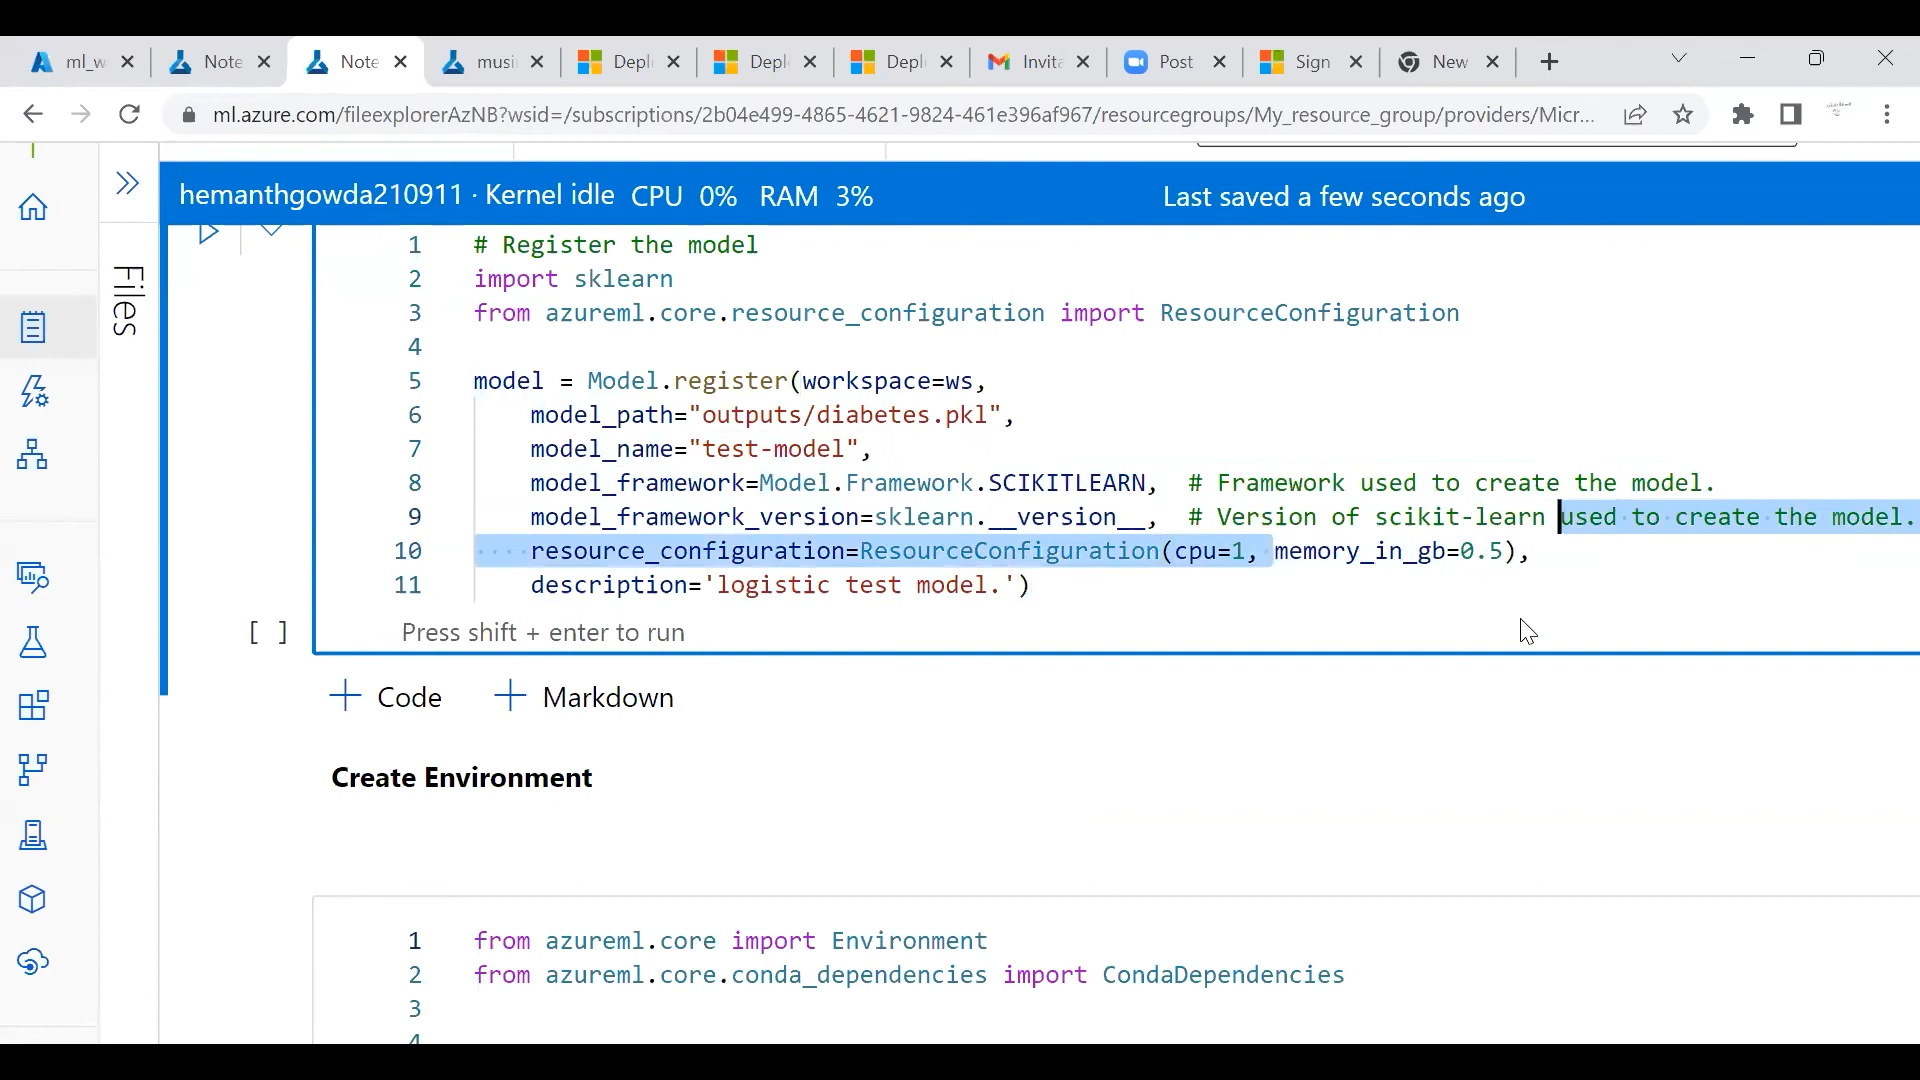 ml_w
Note
Note
musi
Depl
Depl
Depli
Invita
Post
Sign
New
ml.azure.com/fileexplorerAzNB?wsid=/subscriptions/2b04e499-4865-4621-9824-461e396af967/resourcegroups/My_resource_group/providers/Micr...
hemanthgowda210911 · Kernel idle CPU 0% RAM 3% Last saved a few seconds ago
Files
1 # Register the model
2 import sklearn
3 from azureml.core.resource_configuration import ResourceConfiguration
4
5 model = Model.register(workspace=ws,
6 model_path="outputs/diabetes.pkl",
7 model_name="test-model",
8 model_framework=Model.Framework.SCIKITLEARN, # Framework used to create the model.
9 model_framework_version=sklearn.__version__, # Version of scikit-learn used to create the model.
10 resource_configuration=ResourceConfiguration(cpu=1, memory_in_gb=0.5),
11 description='logistic test model.')
[ ] Press shift + enter to run
+ Code + Markdown
Create Environment
1 from azureml.core import Environment
2 from azureml.core.conda_dependencies import CondaDependencies
3
4